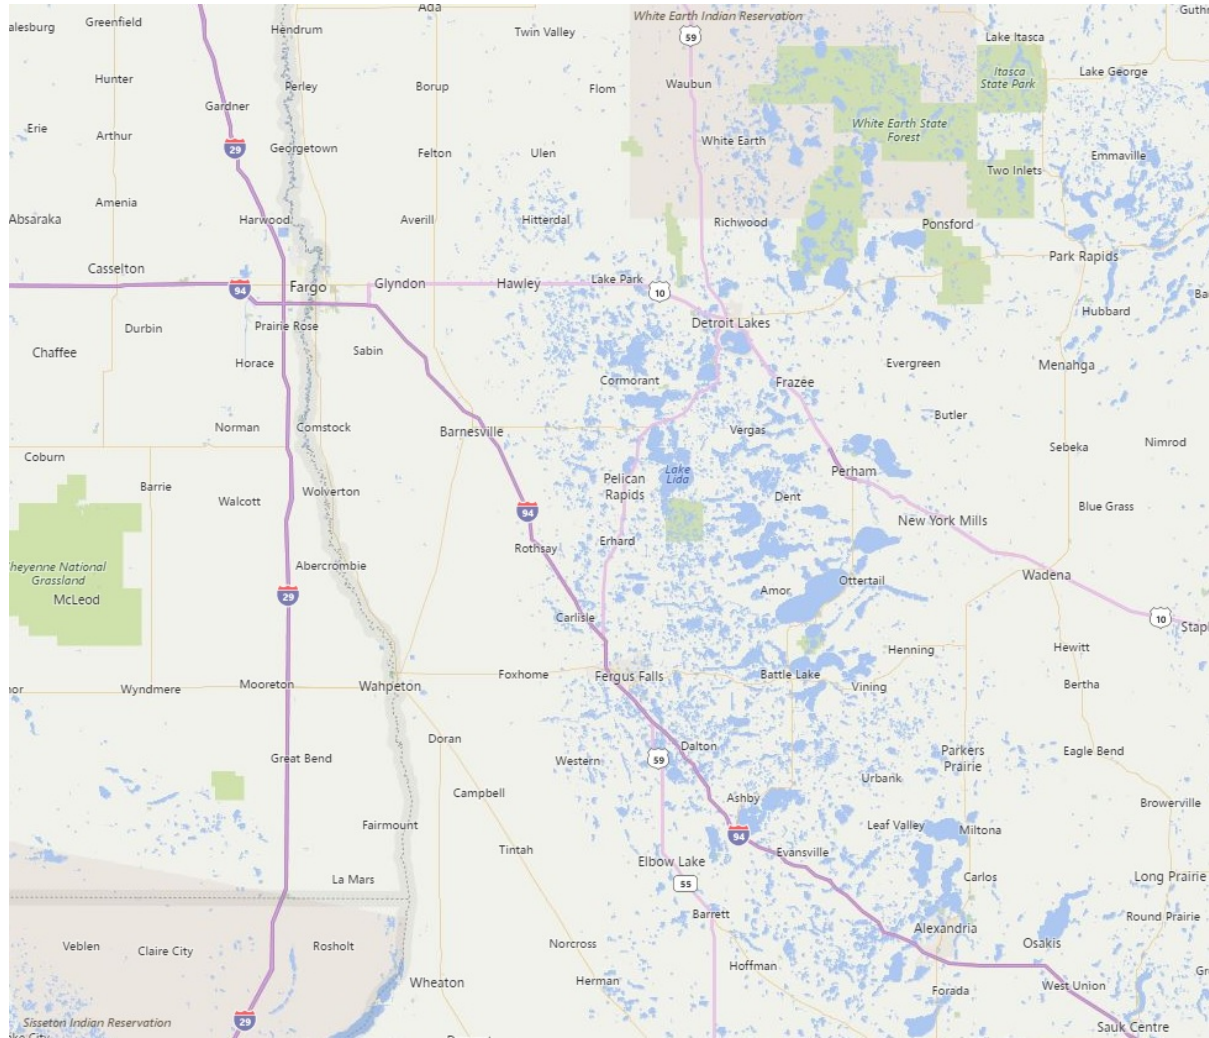 Ada
White Earth Indian Reservation
Guthr
alesburg
Greenfield
Hendrum
Twin Valley
59
Lake Itasca
Hunter
Perley
Borup
Flom
Waubun
Itasca
State Park
Lake George
Gardner
Erie
Arthur
29
Georgetown
Felton
Ulen
White Earth
White Earth State
Forest
Emmaville
Two Inlets
Amenia
Absaraka
Harwood
Averill
Hitterdal
Richwood
Ponsford
Casselton
94
Fargo
Glyndon
Hawley
Lake Park
10
Park Rapids
Ba
Durbin
Prairie Rose
Detroit Lakes
Hubbard
Chaffee
Horace
Sabin
Cormorant
Frazee
Evergreen
Menahga
Norman
Comstock
Barnesville
Vergas
Butler
Coburn
Sebeka
Nimrod
Barrie
Walcott
Wolverton
Pelican
Rapids
Lake
Lida
Dent
Perham
94
New York Mills
Blue Grass
Rothsay
Erhard
heyenne National
Grassland
McLeod
Abercrombie
29
Amor
Ottertail
Wadena
Carlisle
10
Stapl
Wyndmere
Mooreton
Wahpeton
Foxhome
Fergus Falls
Battle Lake
Henning
Vining
Hewitt
Bertha
nor
Great Bend
Doran
Western
59
Dalton
Parkers
Prairie
Eagle Bend
Urbank
Campbell
Ashby
Browerville
Fairmount
94
Leaf Valley
Miltona
Tintah
Elbow Lake
Evansville
La Mars
55
Carlos
Long Prairie
Barrett
Round Prairie
Veblen
Claire City
Rosholt
Norcross
Alexandria
Osakis
Wheaton
Herman
Hoffman
Forada
West Union
Gr
Sisseton Indian Reservation
29
Sauk Centre
ke City